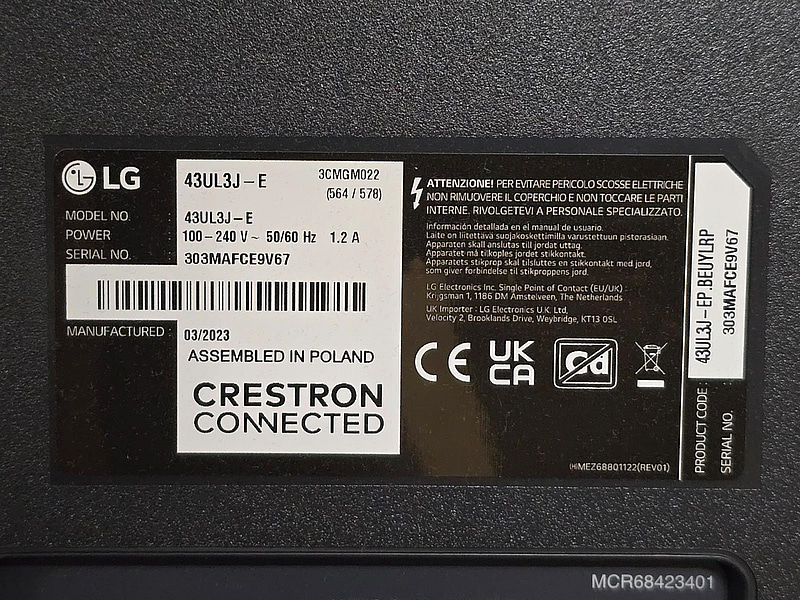 LG
43UL3J-E
3CMGM022
(564 / 578)
MODEL NO. : 43UL3J-E
POWER : 100-240 V~ 50/60 Hz 1.2 A
SERIAL NO. : 303MAFCE9V67
MANUFACTURED : 03/2023
ASSEMBLED IN POLAND
CRESTRON
CONNECTED
ATTENZIONE! PER EVITARE PERICOLO SCOSSE ELETTRICHE
NON RIMUOVERE IL COPERCHIO E NON TOCCARE LE PARTI
INTERNE. RIVOLGETEVI A PERSONALE SPECIALIZZATO.
Información detallada en el manual de usuario.
Laite on liitettävä suojakoskettimilla varustettuun pistorasiaan.
Apparaten skall anslutas till jordat uttag.
Apparatet må tilkoples jordet stikkontakt.
Apparatets stikprop skal tilsluttes en stikkontakt med jord,
som giver forbindelse til stikproppens jord.
LG Electronics Inc. Single Point of Contact (EU/UK) :
Krijgsman 1, 1186 DM Amstelveen, The Netherlands
UK Importer : LG Electronics U.K. Ltd,
Velocity 2, Brooklands Drive, Weybridge, KT13 0SL
CE
UK
CA
Cd
(H)MEZ68801122(REV01)
PRODUCT CODE : 43UL3J-EP.BEUYLRP
SERIAL NO. : 303MAFCE9V67
MCR68423401